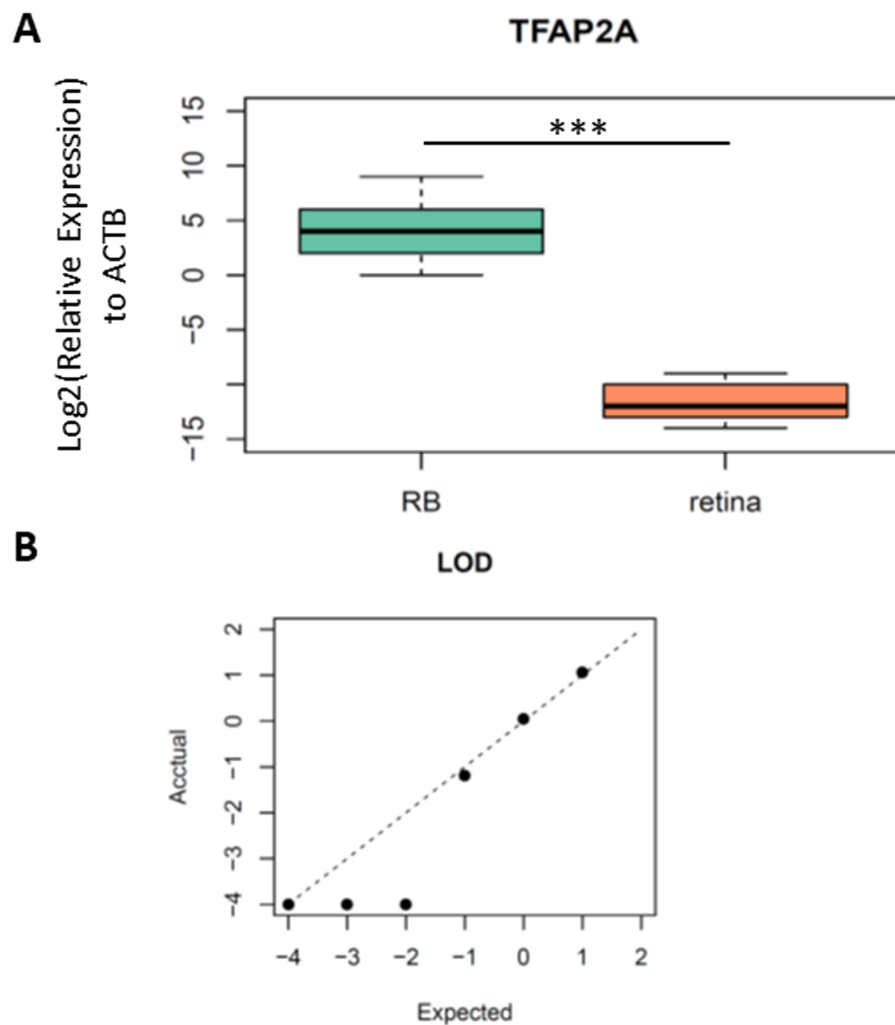 A
TFAP2A
Log2(Relative Expression)
to ACTB
15
10
5
0
−5
−15
***
RB
retina
B
LOD
Acctual
2
1
0
−1
−2
−3
−4
−4 −3 −2 −1 0 1 2
Expected